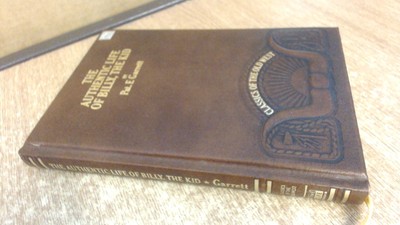 THE
AUTHENTIC LIFE
OF BILLY, THE KID
Pat. F. Garrett
CLASSICS OF THE OLD WEST
THE AUTHENTIC LIFE OF BILLY, THE KID
Garrett